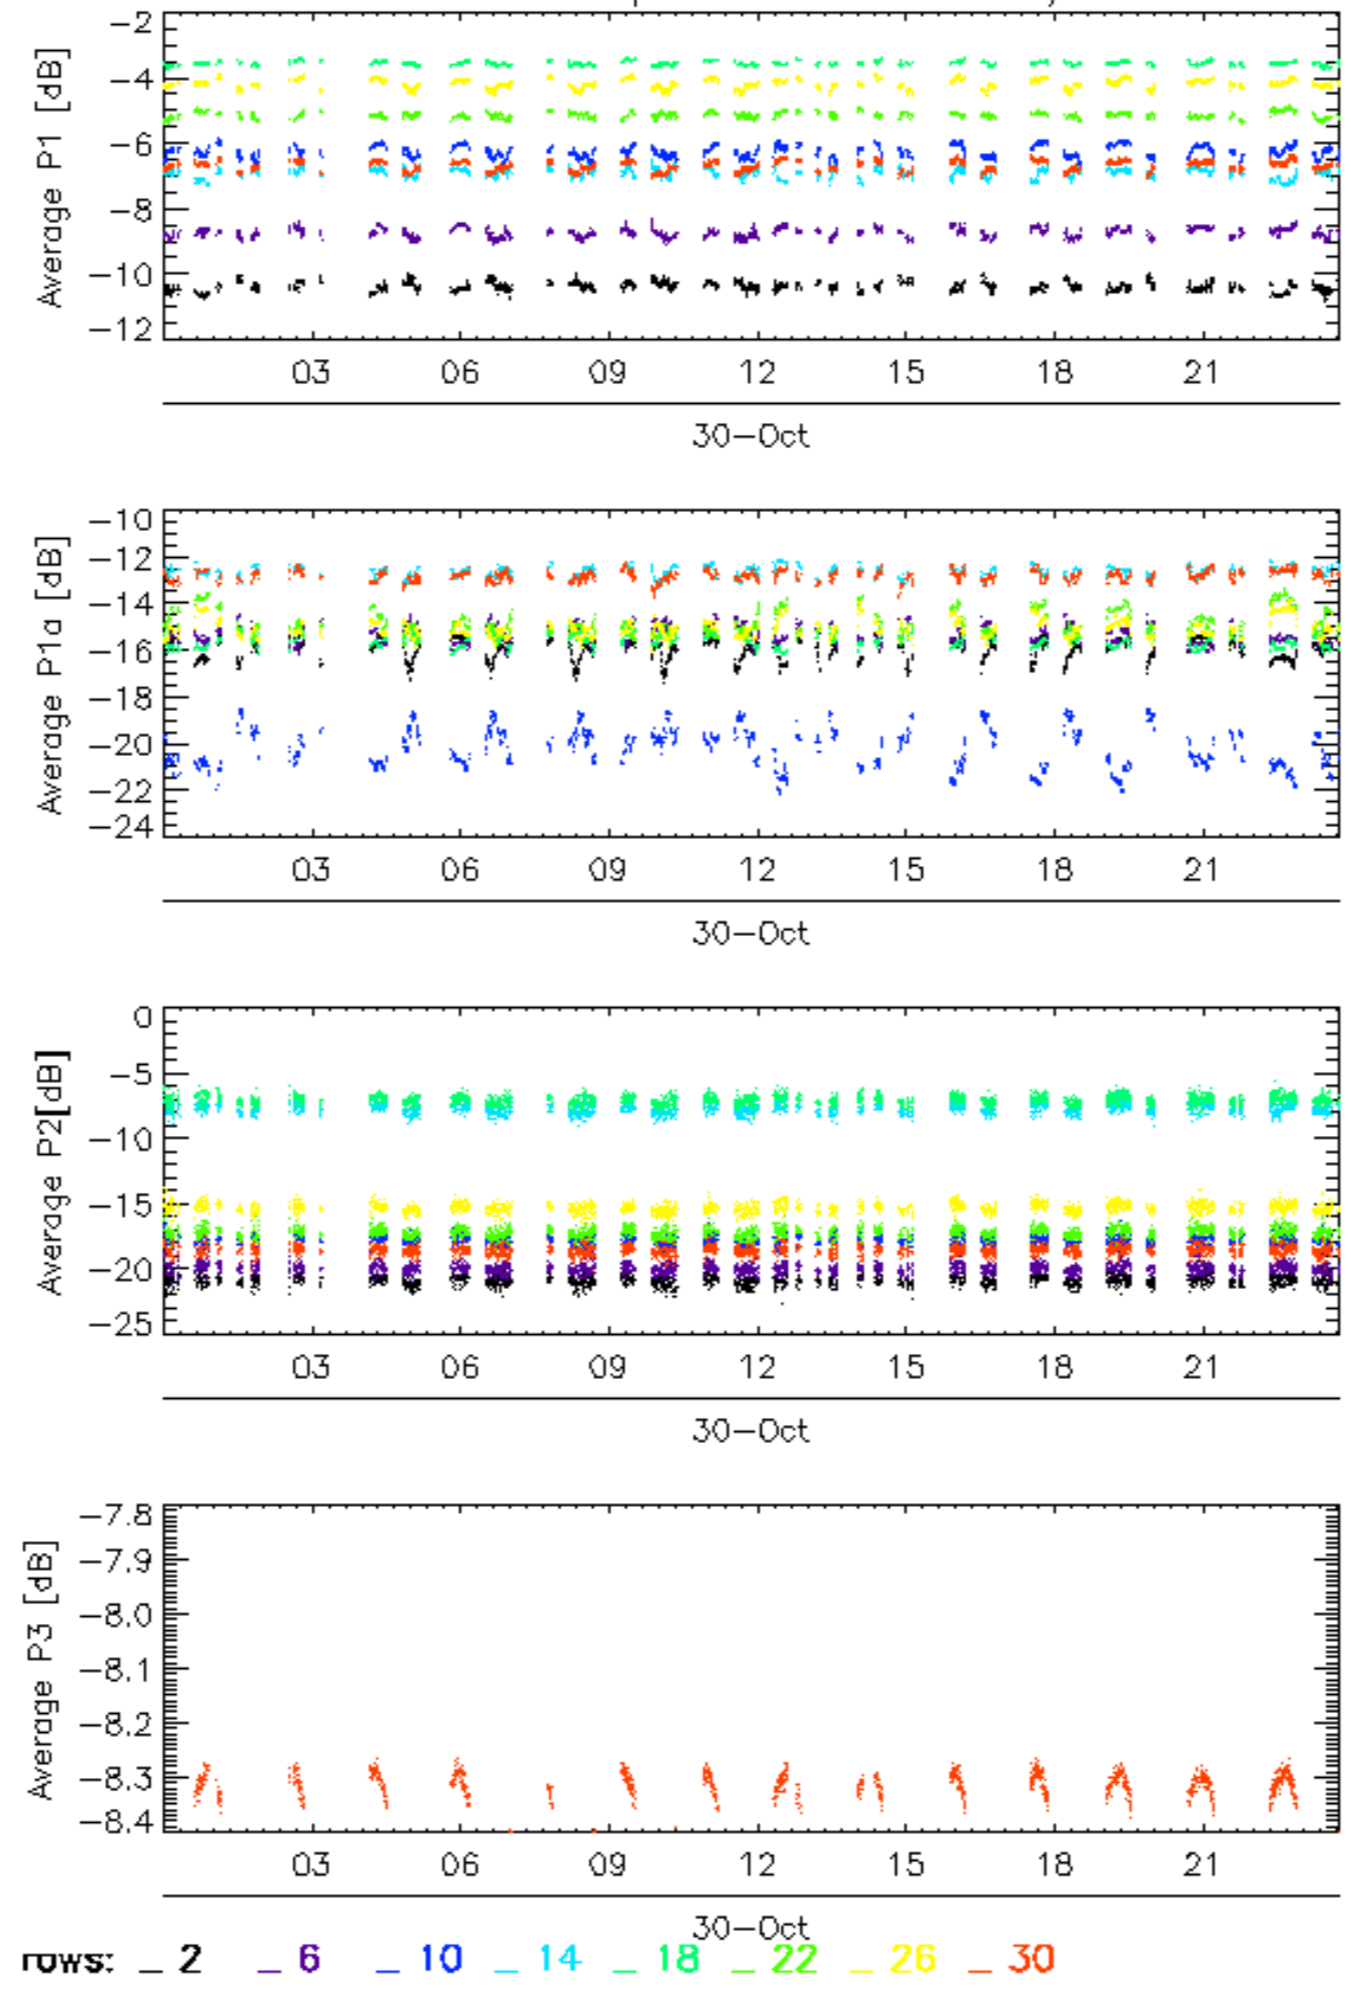 Average P1 [dB]
-2
-4
-6
-8
-10
-12
03 06 09 12 15 18 21
30-Oct
Average P1a [dB]
-10
-12
-14
-16
-18
-20
-22
-24
03 06 09 12 15 18 21
30-Oct
Average P2[dB]
0
-5
-10
-15
-20
-25
03 06 09 12 15 18 21
30-Oct
Average P3 [dB]
-7.8
-7.9
-8.0
-8.1
-8.2
-8.3
-8.4
03 06 09 12 15 18 21
30-Oct
rows: _ 2 _ 6 _ 10 _ 14 _ 18 _ 22 _ 26 _ 30